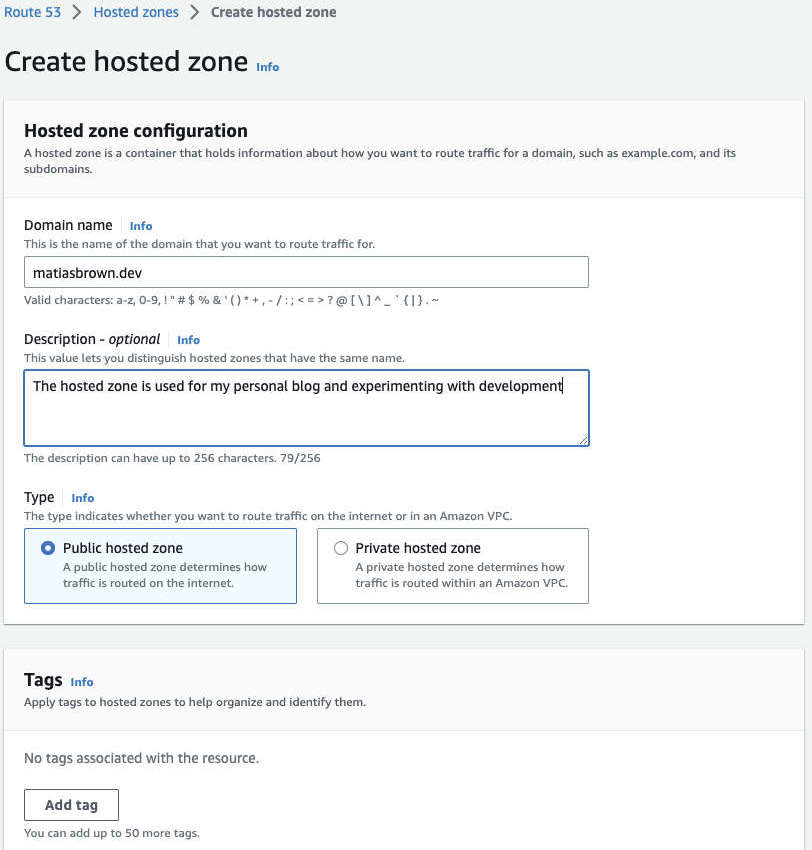 Route 53 > Hosted zones > Create hosted zone
Create hosted zone Info
Hosted zone configuration
A hosted zone is a container that holds information about how you want to route traffic for a domain, such as example.com, and its
subdomains.
Domain name Info
This is the name of the domain that you want to route traffic for.
matiasbrown.dev
Valid characters: a-z, 0-9, ! " # $ % & ' ( ) * + , - / : ; < = > ? @ [ \ ] ^ _ ` { | } . ~
Description - optional Info
This value lets you distinguish hosted zones that have the same name.
The hosted zone is used for my personal blog and experimenting with development
The description can have up to 256 characters. 79/256
Type Info
The type indicates whether you want to route traffic on the internet or in an Amazon VPC.
Public hosted zone
A public hosted zone determines how
traffic is routed on the internet.
Private hosted zone
A private hosted zone determines how
traffic is routed within an Amazon VPC.
Tags Info
Apply tags to hosted zones to help organize and identify them.
No tags associated with the resource.
Add tag
You can add up to 50 more tags.